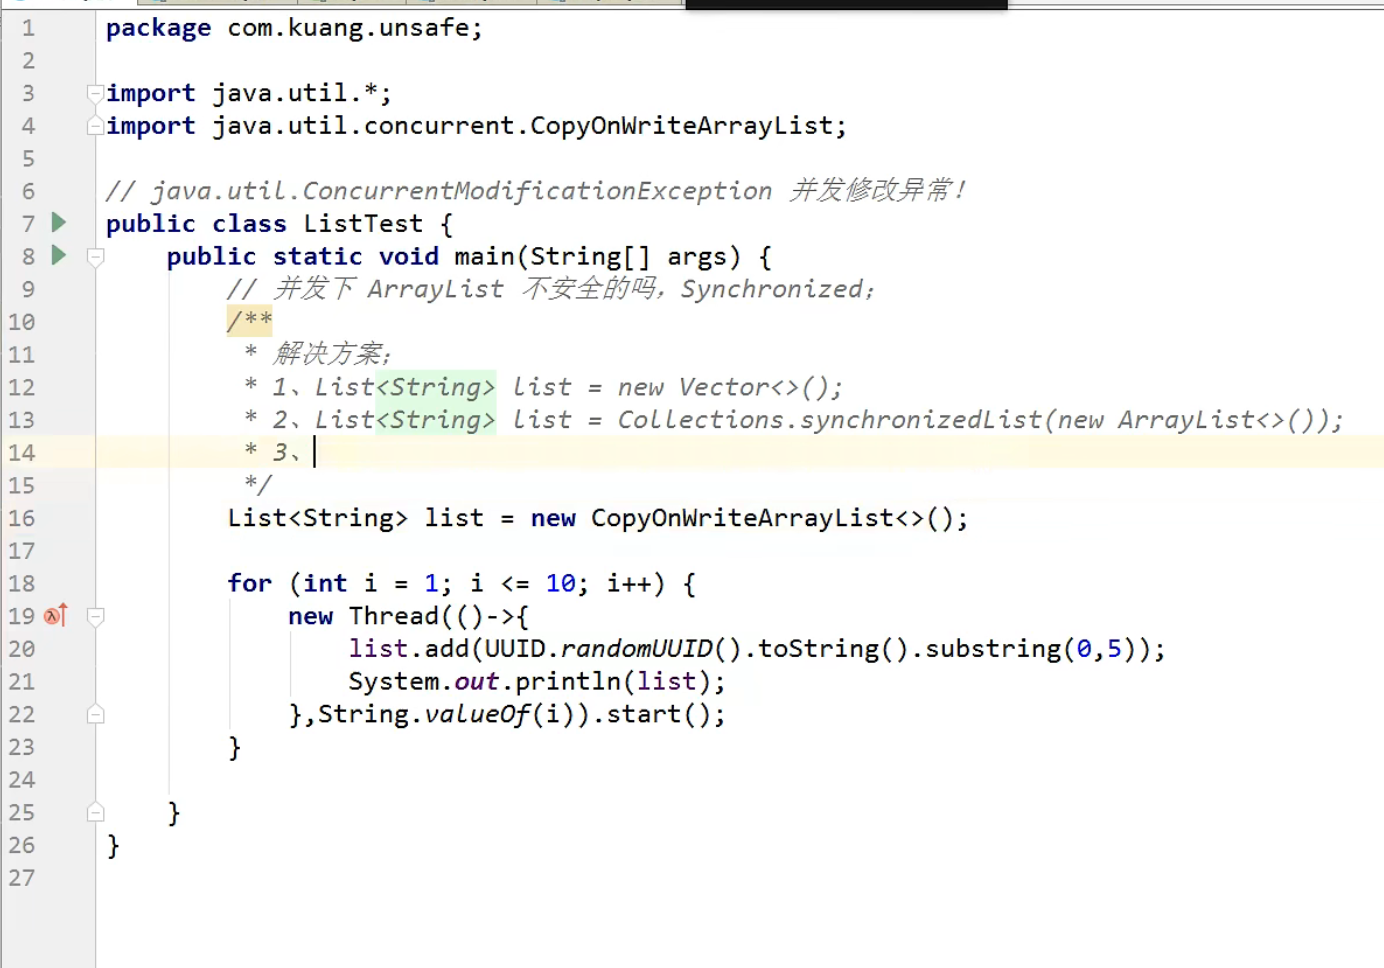 1 package com.kuang.unsafe;
2
3 import java.util.*;
4 import java.util.concurrent.CopyOnWriteArrayList;
5
6 // java.util.ConcurrentModificationException 并发修改异常！
7 public class ListTest {
8 public static void main(String[] args) {
9 // 并发下 ArrayList 不安全的吗，Synchronized；
10 /**
11 * 解决方案；
12 * 1、List<String> list = new Vector<>();
13 * 2、List<String> list = Collections.synchronizedList(new ArrayList<>());
14 * 3、
15 */
16 List<String> list = new CopyOnWriteArrayList<>();
17
18 for (int i = 1; i <= 10; i++) {
19 new Thread(()->{
20 list.add(UUID.randomUUID().toString().substring(0,5));
21 System.out.println(list);
22 },String.valueOf(i)).start();
23 }
24
25 }
26 }
27